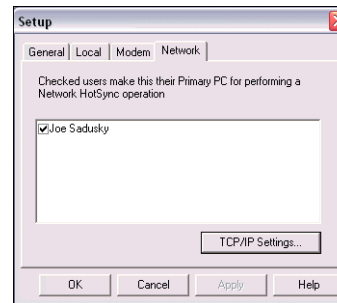 Setup
General Local Modem Network
Checked users make this their Primary PC for performing a
Network HotSync operation
Joe Sadusky
TCP/IP Settings...
OK Cancel Apply Help